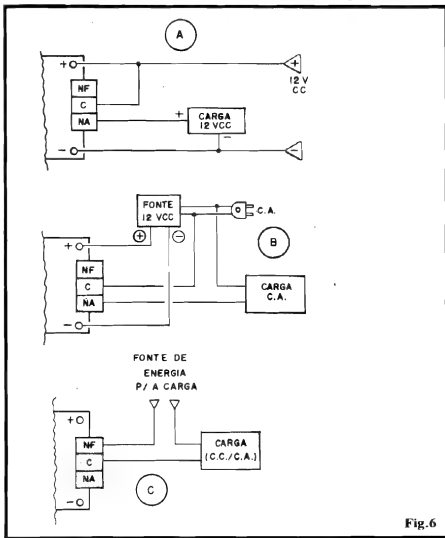 A
+
NF
C
NA
-
+
CARGA
12 VCC
-
+
12 V
CC
-
FONTE
12 VCC
+
-
C.A.
B
+
NF
C
NA
-
CARGA
C.A.
FONTE DE
ENERGIA
P/ A CARGA
+
NF
C
NA
-
CARGA
(C.C./C.A.)
C
Fig.6